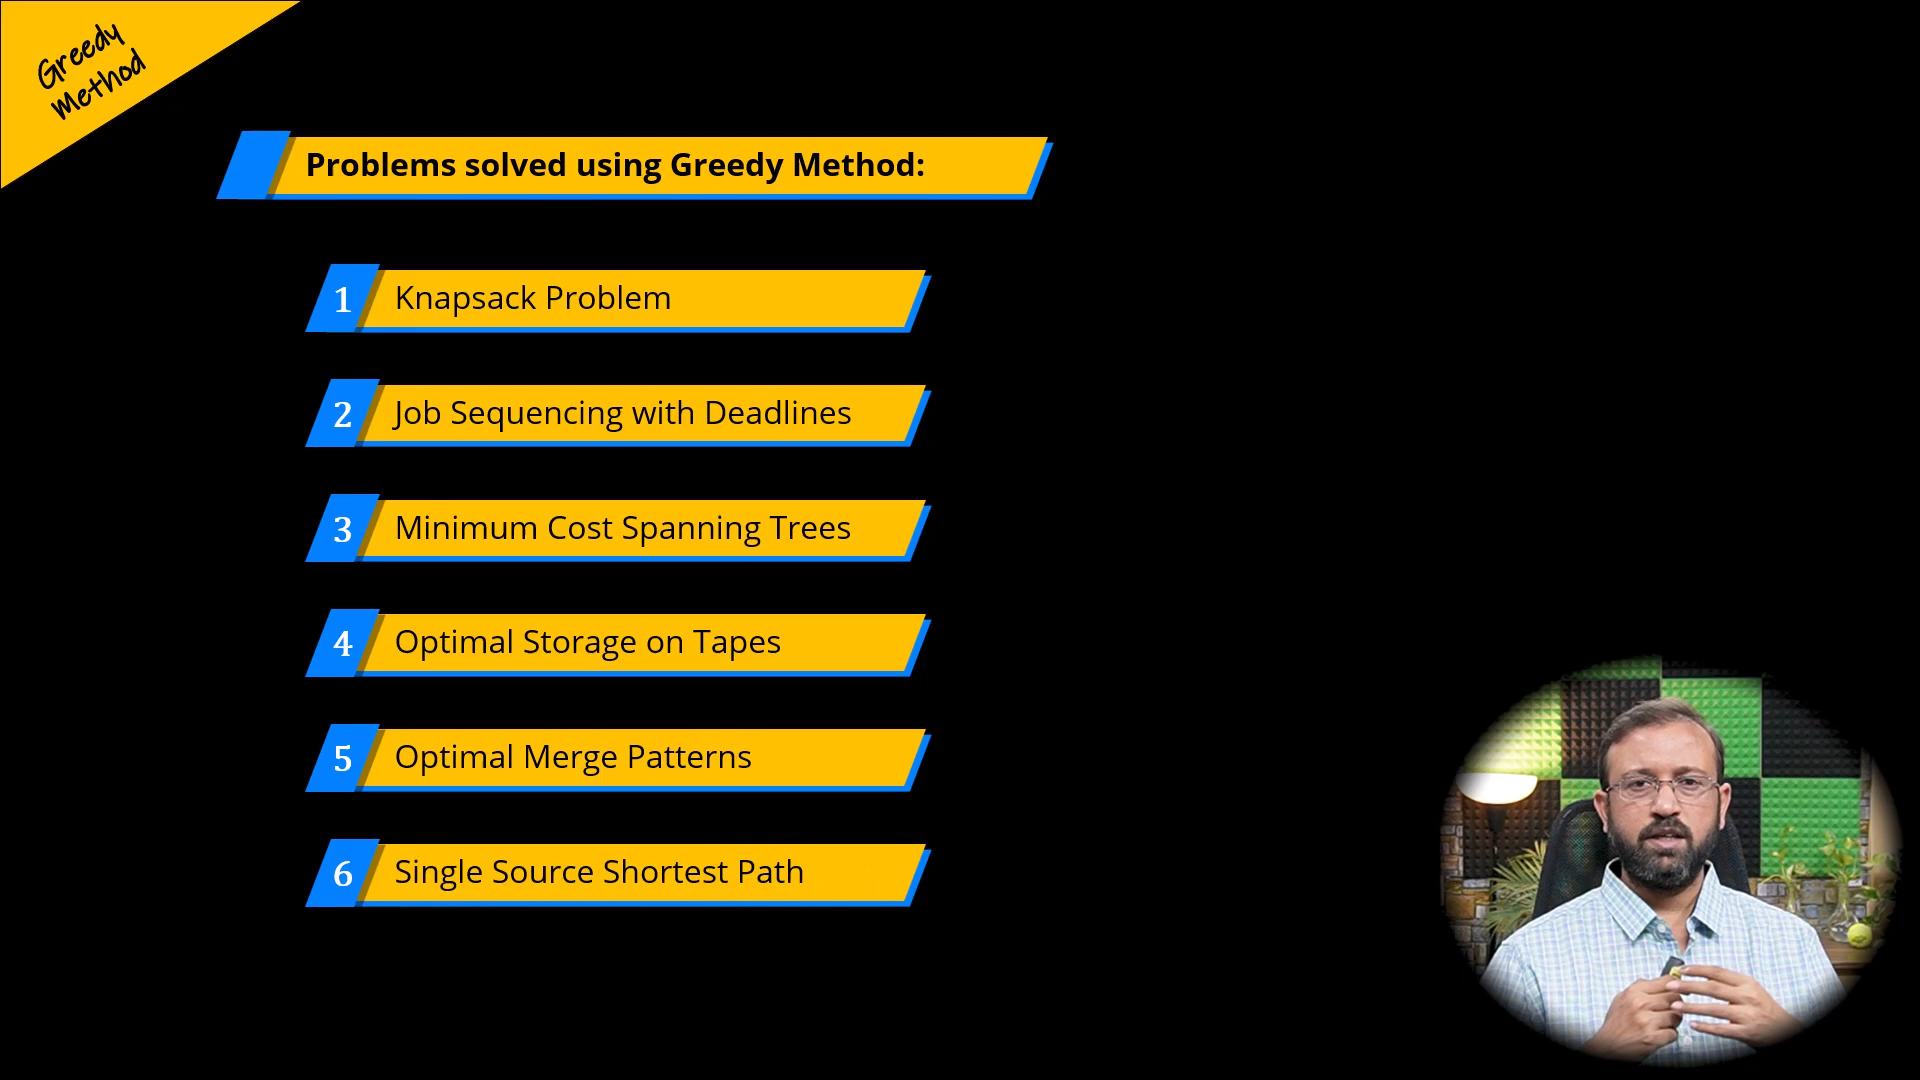 Greedy
Method
Problems solved using Greedy Method:
1 Knapsack Problem
2 Job Sequencing with Deadlines
3 Minimum Cost Spanning Trees
4 Optimal Storage on Tapes
5 Optimal Merge Patterns
6 Single Source Shortest Path